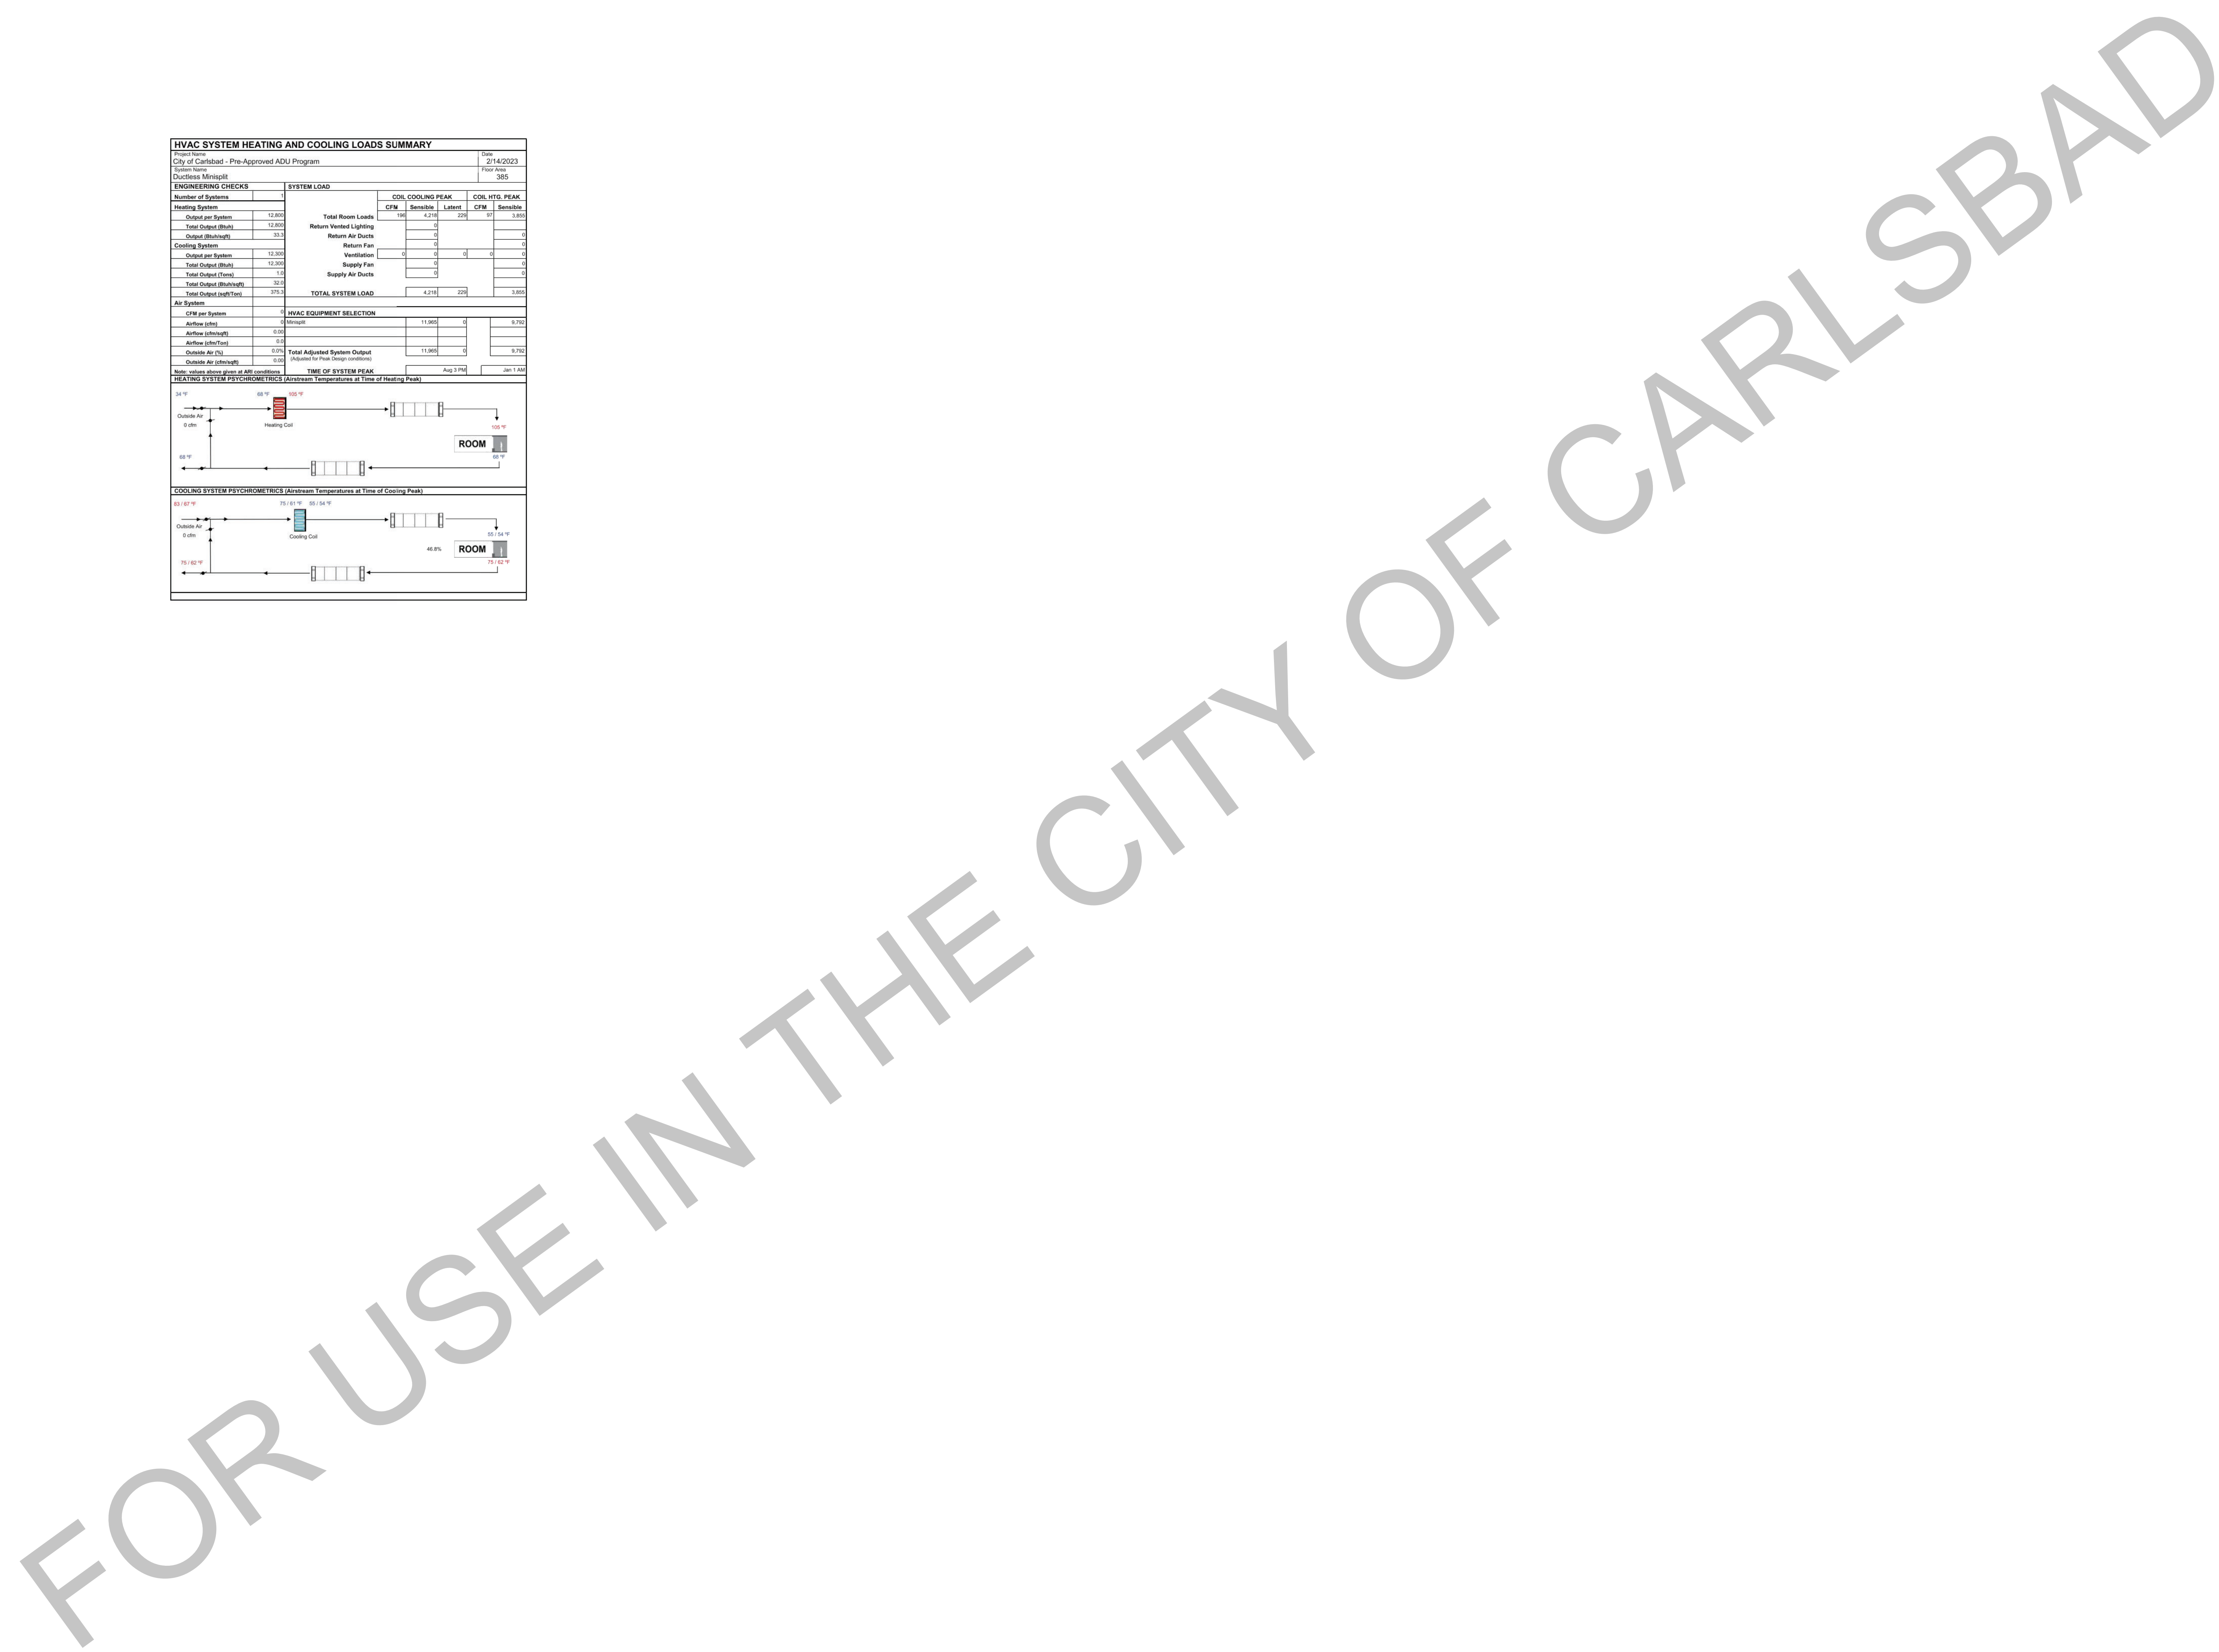 HVAC SYSTEM HEATING AND COOLING LOADS SUMMARY
Project Name Date
City of Carlsbad - Pre-Approved ADU Program 2/14/2023
System Name Floor Area
Ductless Minisplit 385
ENGINEERING CHECKS SYSTEM LOAD
Number of Systems 1 COIL COOLING PEAK COIL HTG. PEAK
Heating System CFM Sensible Latent CFM Sensible
Output per System 12,800 Total Room Loads 196 4,218 229 97 3,855
Total Output (Btuh) 12,800 Return Vented Lighting 0
Output (Btuh/sqft) 33.2 Return Air Ducts 0 0
Cooling System Return Fan 0 0
Output per System 12,300 Ventilation 0 0 0 0 0
Total Output (Btuh) 12,300 Supply Fan 0 0
Total Output (Tons) 1.0 Supply Air Ducts 0 0
Total Output (Btuh/sqft) 32.0
Total Output (sqft/Ton) 375.3 TOTAL SYSTEM LOAD 4,218 229 3,855
Air System
CFM per System 0 HVAC EQUIPMENT SELECTION
Airflow (cfm) 0 Minisplit 11,965 0 9,792
Airflow (cfm/sqft) 0.00
Airflow (cfm/Ton) 0.0
Outside Air (%) 0.0% Total Adjusted System Output 11,965 0 9,792
Outside Air (cfm/sqft) 0.00 (Adjusted for Peak Design conditions)
Note: values above given at ARI conditions TIME OF SYSTEM PEAK Aug 3 PM Jan 1 AM
HEATING SYSTEM PSYCHROMETRICS (Airstream Temperatures at Time of Heating Peak)
34 ºF 68 ºF 105 ºF
Outside Air
0 cfm Heating Coil
105 ºF
ROOM
68 ºF 68 ºF
COOLING SYSTEM PSYCHROMETRICS (Airstream Temperatures at Time of Cooling Peak)
83 / 67 ºF 75 / 61 ºF 55 / 54 ºF
Outside Air
0 cfm Cooling Coil 55 / 54 ºF
46.8% ROOM
75 / 62 ºF 75 / 62 ºF
FOR USE IN THE CITY OF CARLSBAD